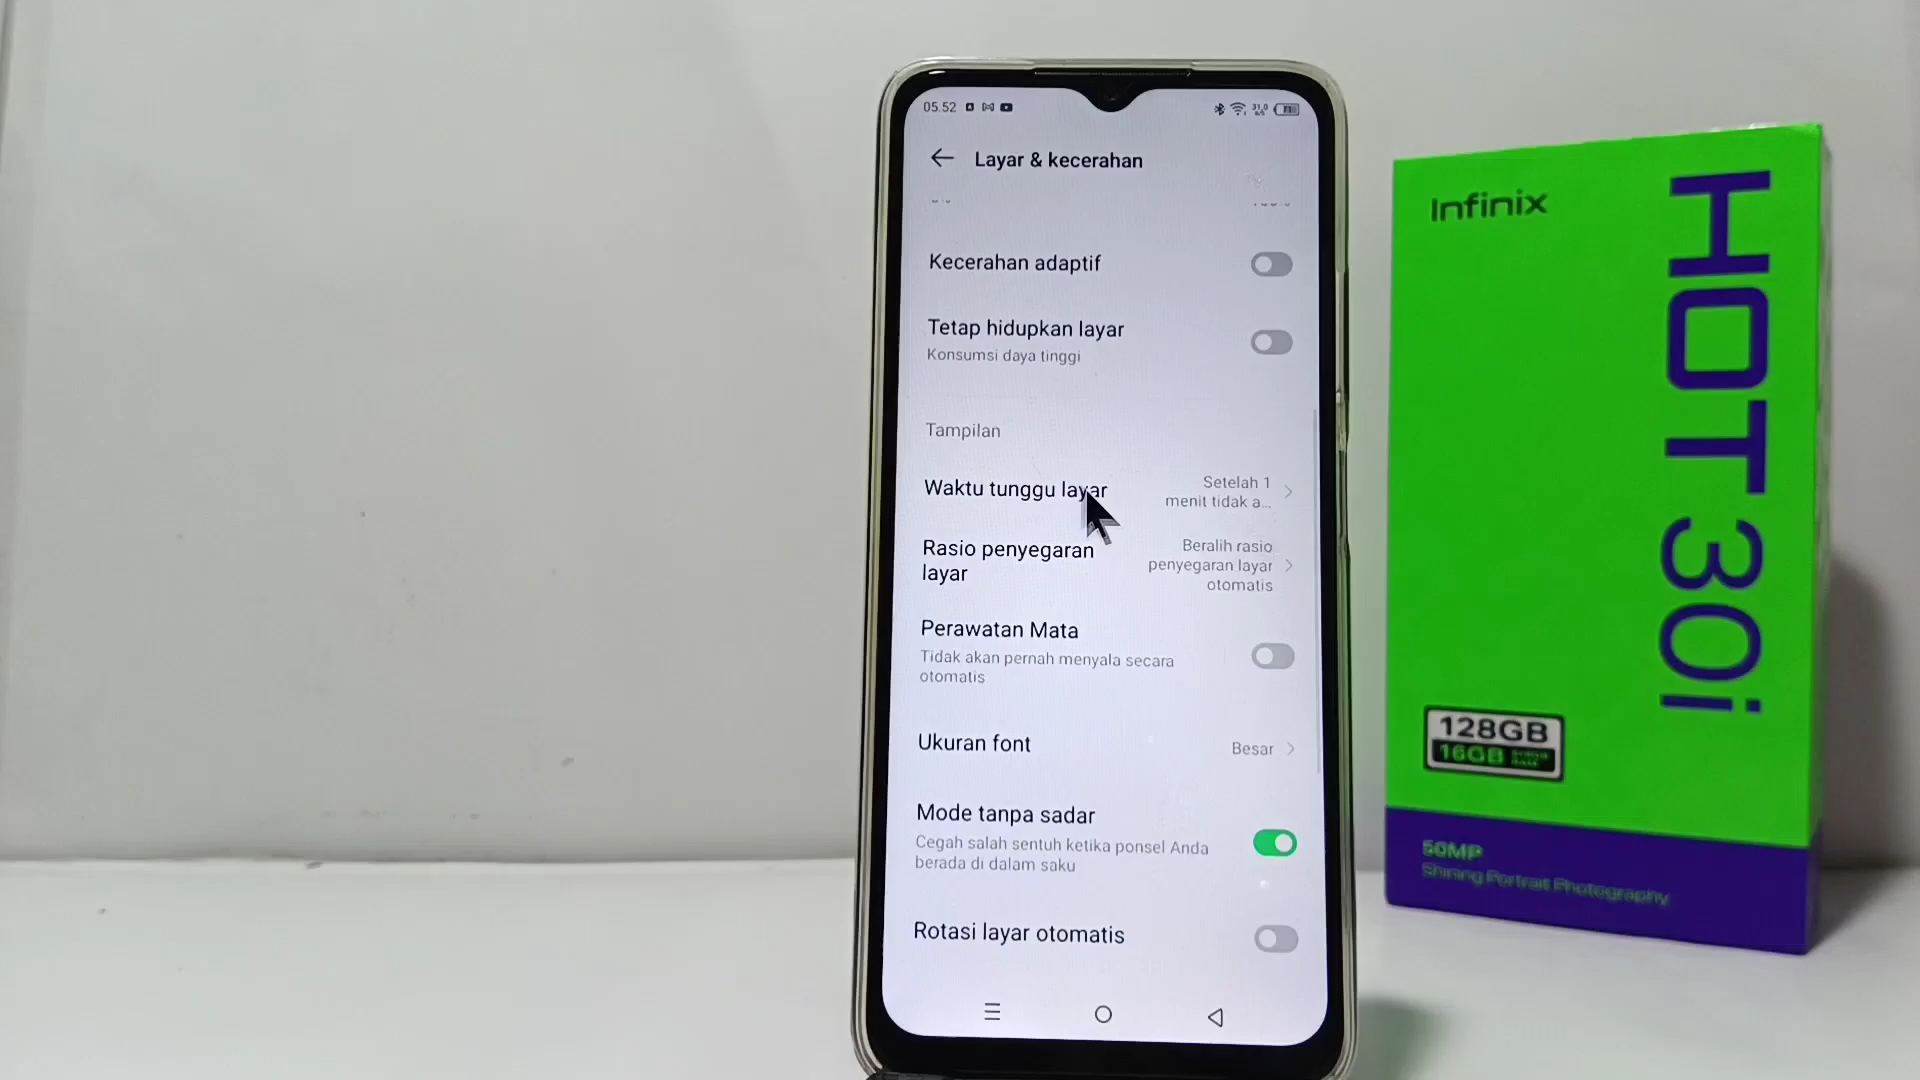 05.52
Layar & kecerahan
Kecerahan adaptif
Tetap hidupkan layar
Konsumsi daya tinggi
Tampilan
Waktu tunggu layar
Setelah 1
menit tidak a...
Rasio penyegaran
layar
Beralih rasio
penyegaran layar
otomatis
Perawatan Mata
Tidak akan pernah menyala secara
otomatis
Ukuran font
Besar
Mode tanpa sadar
Cegah salah sentuh ketika ponsel Anda
berada di dalam saku
Rotasi layar otomatis
Infinix
HOT 30i
128GB
16GB
50MP
Shining Portrait Photography